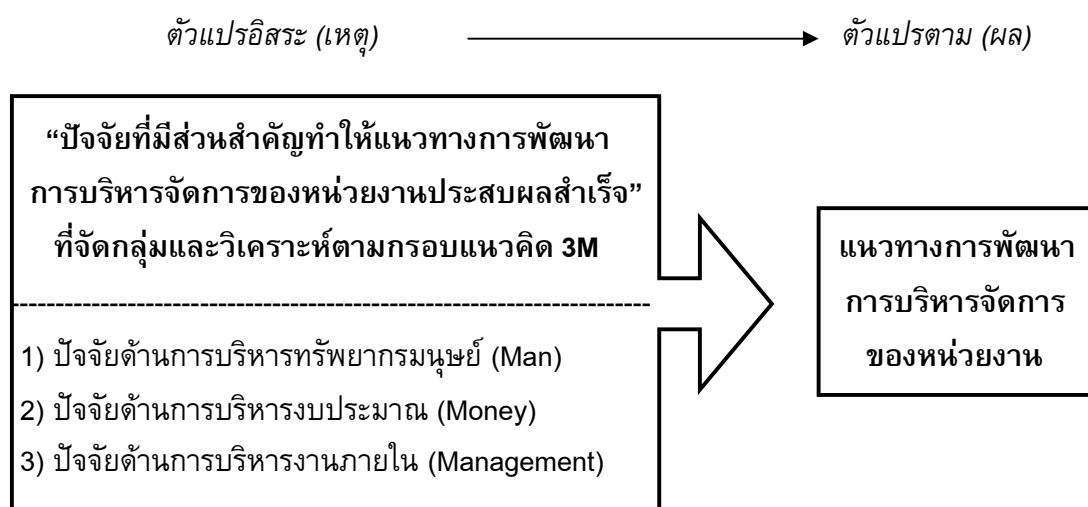 ตัวแปรอิสระ (เหตุ)
ตัวแปรตาม (ผล)
“ปัจจัยที่มีส่วนสำคัญทำให้แนวทางการพัฒนา
การบริหารจัดการของหน่วยงานประสบผลสำเร็จ”
ที่จัดกลุ่มและวิเคราะห์ตามกรอบแนวคิด 3M
1) ปัจจัยด้านการบริหารทรัพยากรมนุษย์ (Man)
2) ปัจจัยด้านการบริหารงบประมาณ (Money)
3) ปัจจัยด้านการบริหารงานภายใน (Management)
แนวทางการพัฒนา
การบริหารจัดการ
ของหน่วยงาน